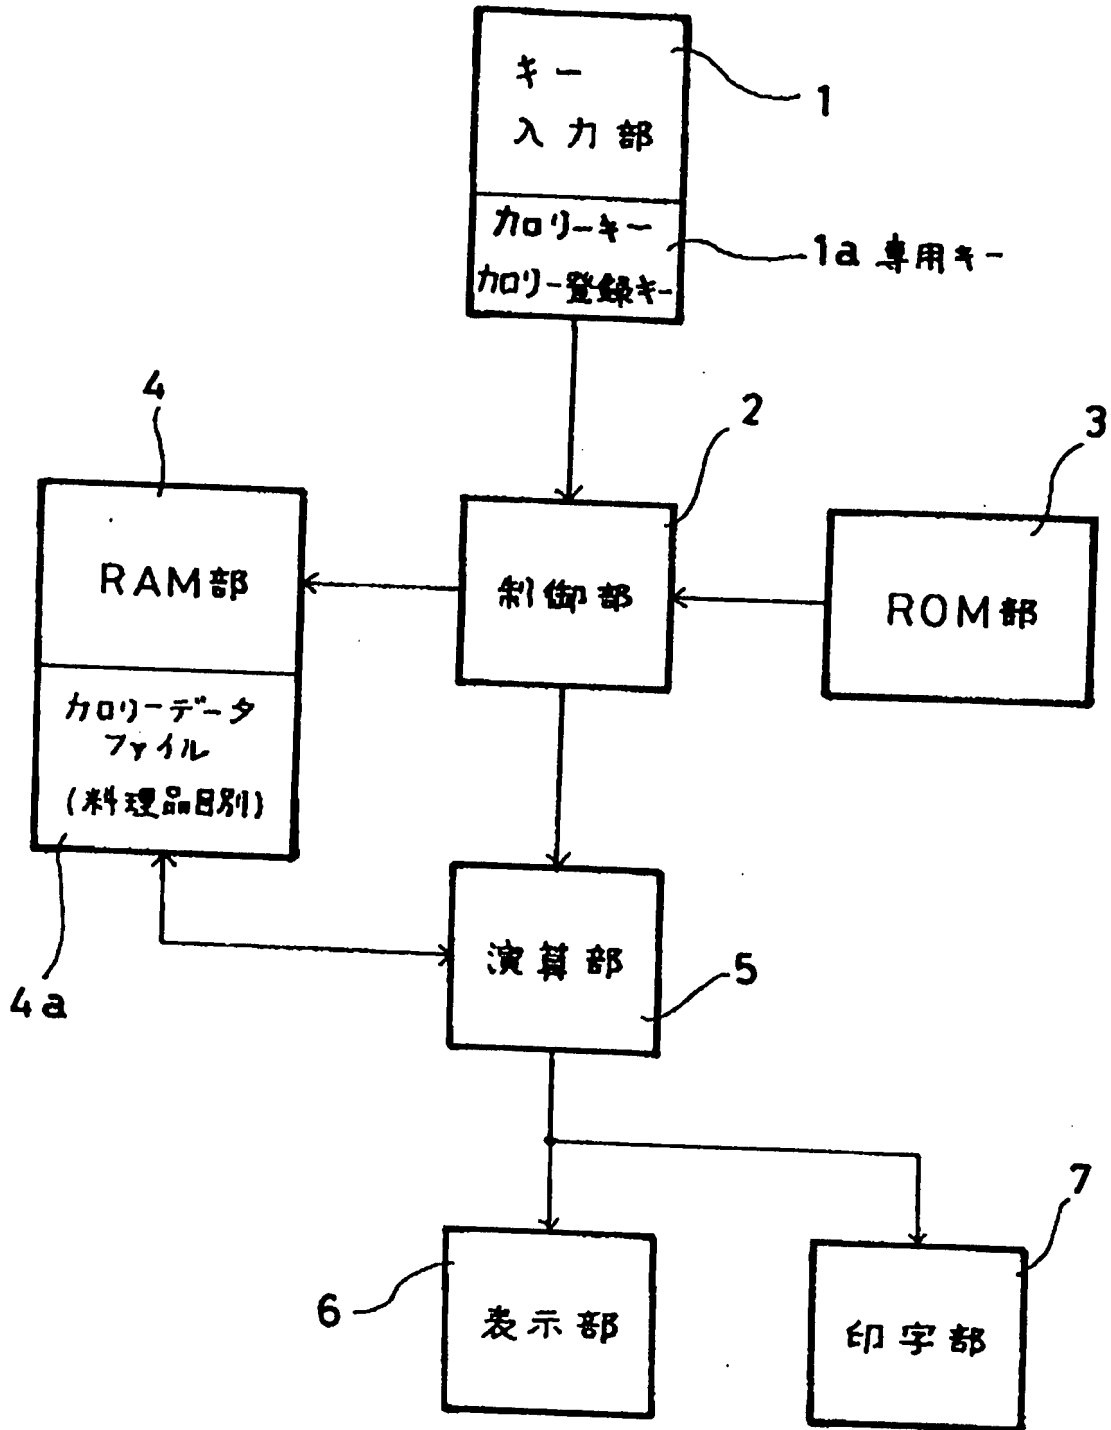 キー
入力部
1
カロリーキー
カロリー登録キー
1a 専用キー
4
2
3
RAM部
制御部
ROM部
カロリーデータ
ファイル
(料理品目別)
4a
演算部
5
6
表示部
7
印字部